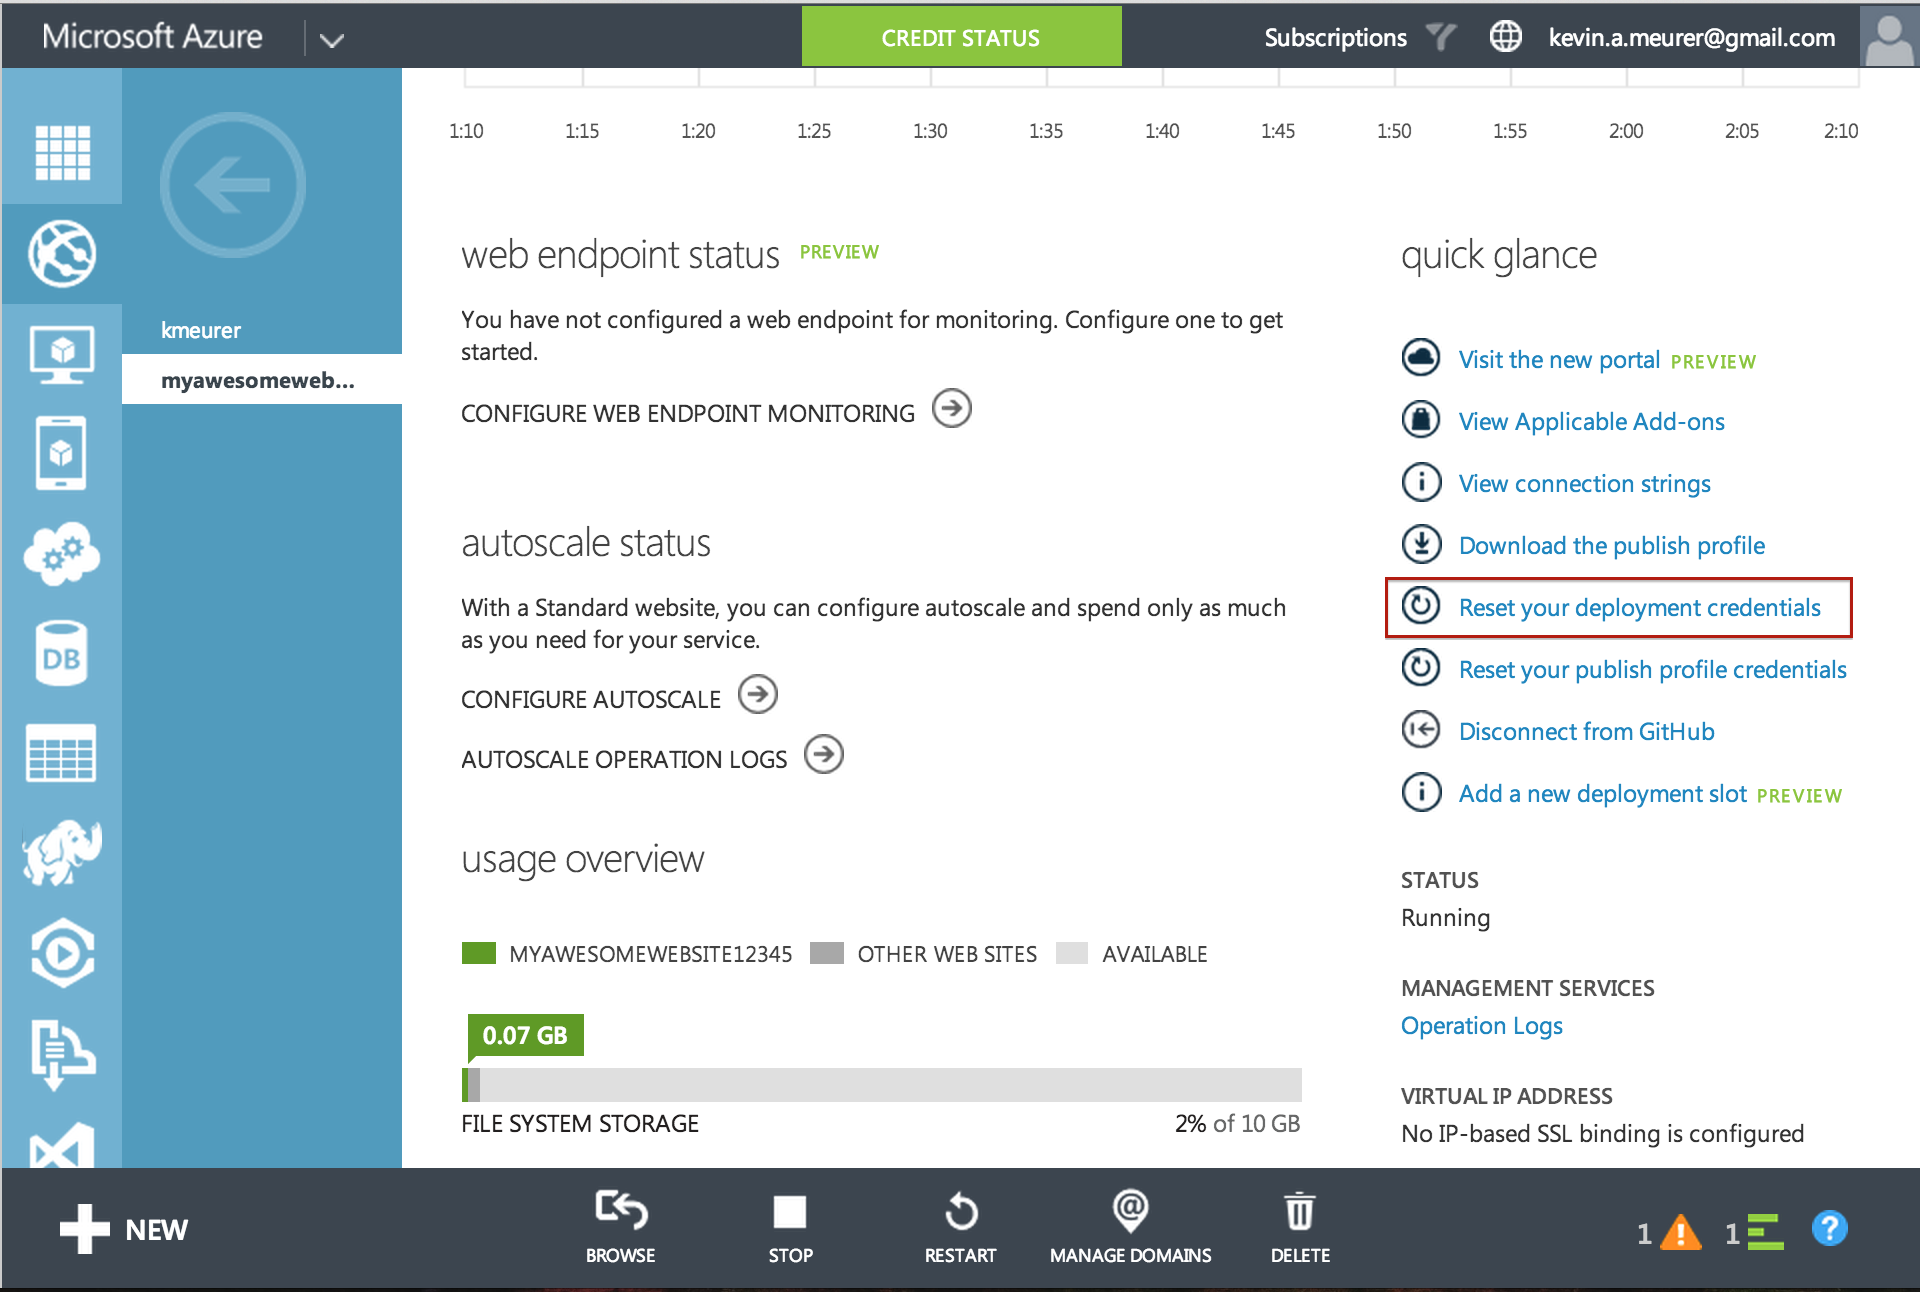 Microsoft Azure
CREDIT STATUS
Subscriptions
kevin.a.meurer@gmail.com
1:10 1:15 1:20 1:25 1:30 1:35 1:40 1:45 1:50 1:55 2:00 2:05 2:10
kmeurer
myawesomeweb...
web endpoint status PREVIEW
You have not configured a web endpoint for monitoring. Configure one to get
started.
CONFIGURE WEB ENDPOINT MONITORING
autoscale status
With a Standard website, you can configure autoscale and spend only as much
as you need for your service.
CONFIGURE AUTOSCALE
AUTOSCALE OPERATION LOGS
usage overview
MYAWESOMEWEBSITE12345 OTHER WEB SITES AVAILABLE
0.07 GB
FILE SYSTEM STORAGE 2% of 10 GB
quick glance
Visit the new portal PREVIEW
View Applicable Add-ons
View connection strings
Download the publish profile
Reset your deployment credentials
Reset your publish profile credentials
Disconnect from GitHub
Add a new deployment slot PREVIEW
STATUS
Running
MANAGEMENT SERVICES
Operation Logs
VIRTUAL IP ADDRESS
No IP-based SSL binding is configured
DB
NEW
BROWSE
STOP
RESTART
MANAGE DOMAINS
DELETE
1
1